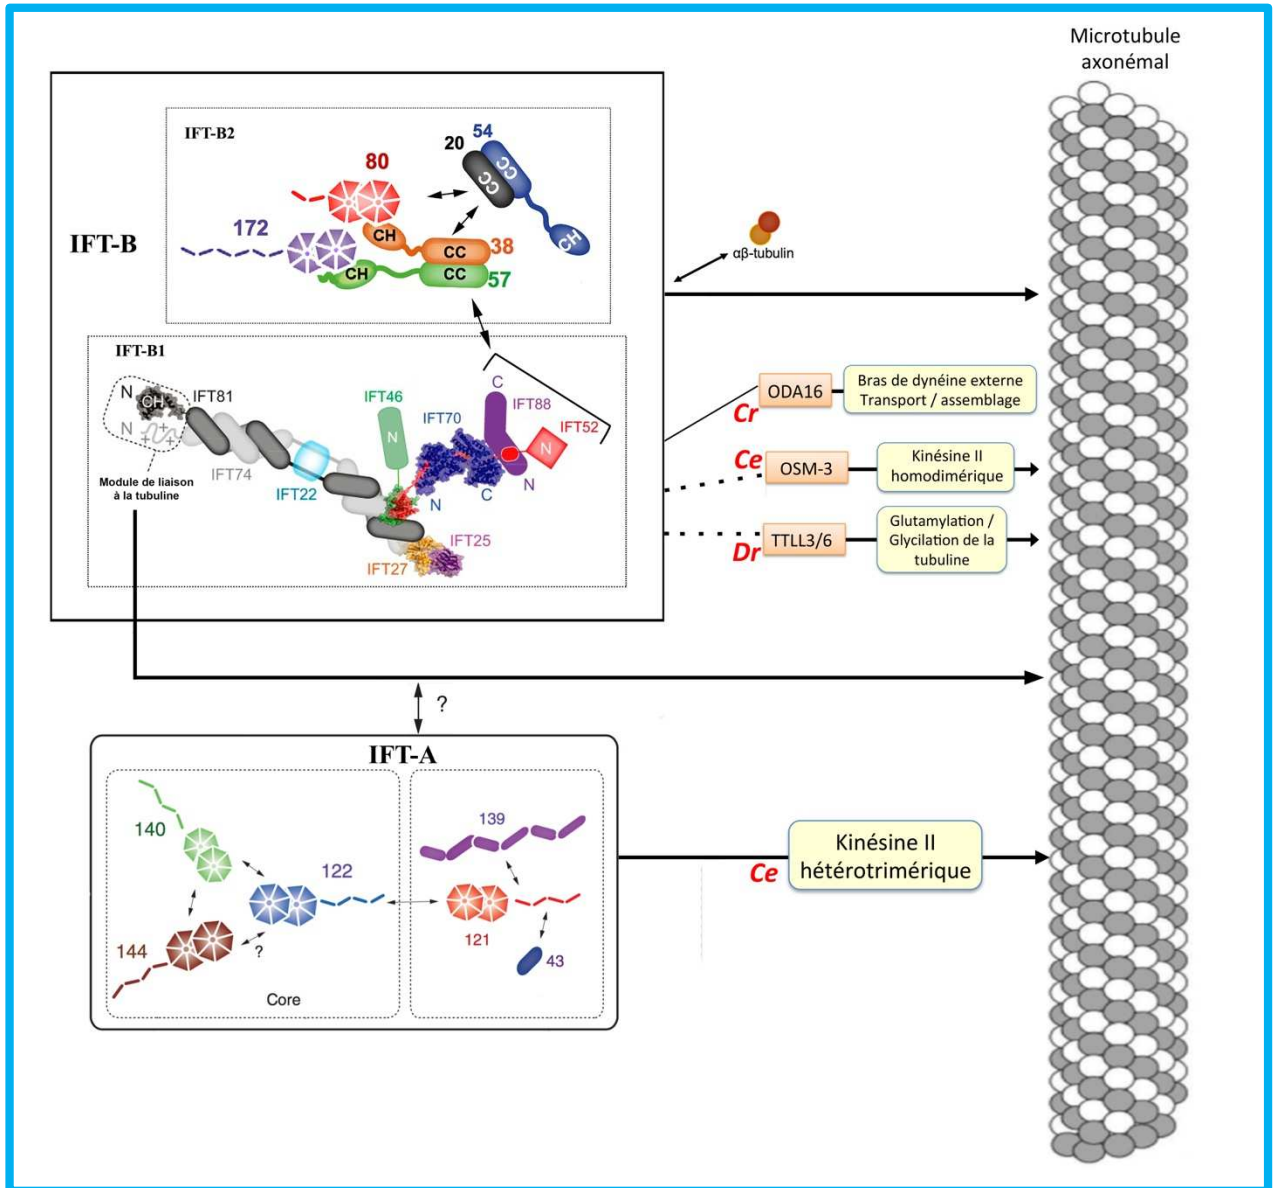 Microtubule
axonémal
IFT-B
IFT-B2
80
20
54
CC
CC
CH
172
CH
CC
38
CH
CC
57
αβ-tubulin
IFT-B1
N
CH
N
+ + +
IFT81
IFT74
Module de liaison
à la tubuline
IFT22
IFT46
N
IFT70
N
C
C
IFT88
N
IFT52
N
IFT25
IFT27
Cr
ODA16
Bras de dynéine externe
Transport / assemblage
Ce
OSM-3
Kinésine II
homodimérique
Dr
TTLL3/6
Glutamylation /
Glycilation de la
tubuline
?
IFT-A
140
122
144
?
Core
139
121
43
Ce
Kinésine II
hétérotrimérique